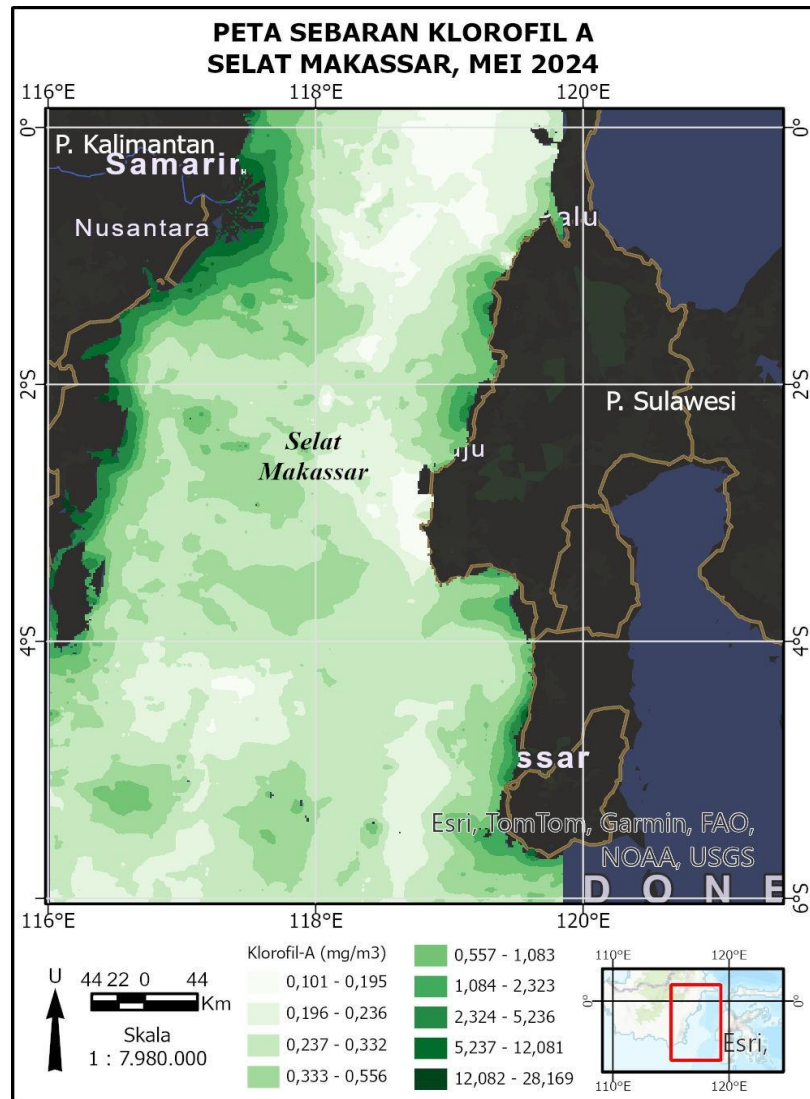 PETA SEBARAN KLOROFIL A
SELAT MAKASSAR, MEI 2024
116°E 118°E 120°E
0° 0°
P. Kalimantan
Samarin
Nusantara
Palu
2°S 2°S
P. Sulawesi
Selat
Makassar
uju
4°S 4°S
ssar
Esri, TomTom, Garmin, FAO,
NOAA, USGS
D O N E
6°S
116°E 118°E 120°E
U
44 22 0 44
Km
Skala
1 : 7.980.000
Klorofil-A (mg/m3)
0,101 - 0,195
0,196 - 0,236
0,237 - 0,332
0,333 - 0,556
0,557 - 1,083
1,084 - 2,323
2,324 - 5,236
5,237 - 12,081
12,082 - 28,169
110°E 120°E
0° 0°
Esri,
110°E 120°E